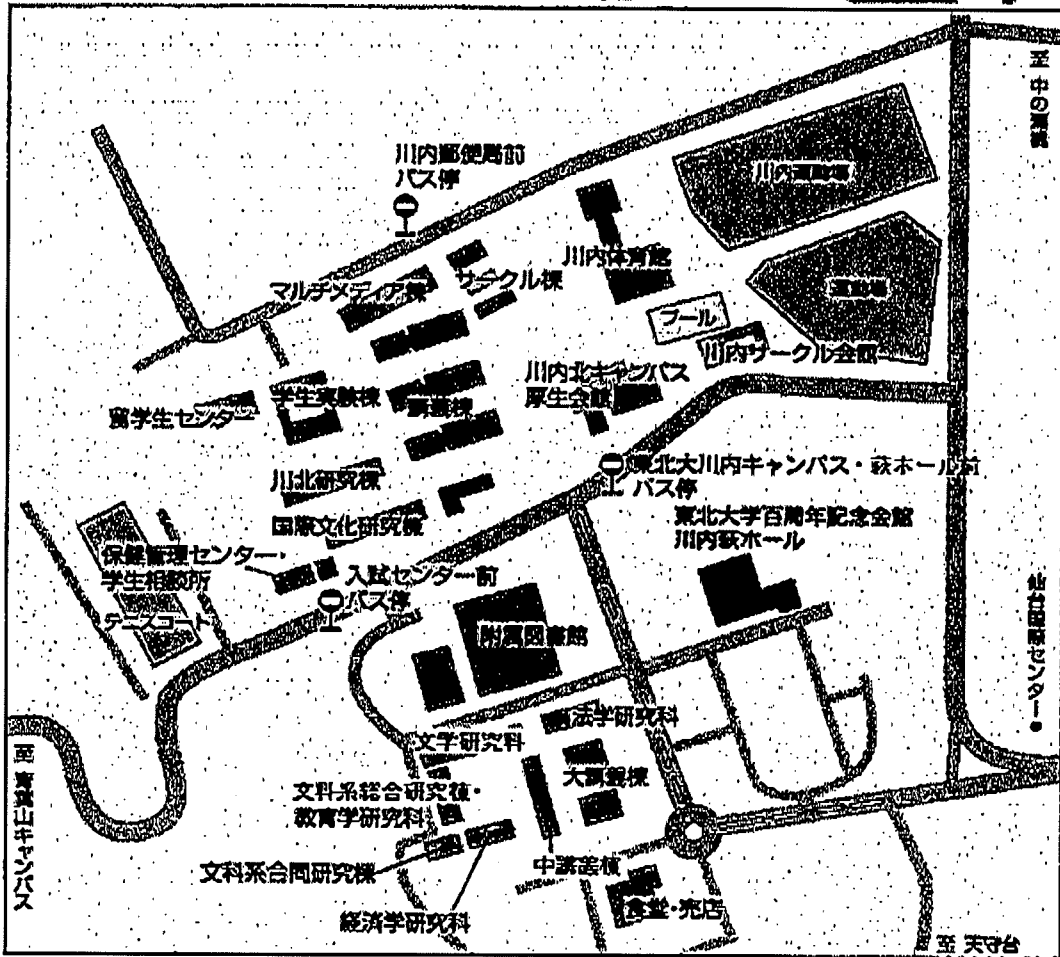 至 中の瀬橋
川内郵便局前
バス停
川内運動場
川内体育館
サークル棟
マルチメディア棟
運動場
プール
川内サークル会館
川内北キャンパス
厚生会館
学生実験棟
講義棟
留学生センター
東北大川内キャンパス・萩ホール前
バス停
川北研究棟
国際文化研究棟
東北大学百周年記念会館
川内萩ホール
保健管理センター・
学生相談所
入試センター前
バス停
テニスコート
附属図書館
仙台国際センター
法学研究科
文学研究科
大講義棟
至 青葉山キャンパス
文科系総合研究棟・
教育学研究科
文科系合同研究棟
中講義棟
経済学研究科
食堂・売店
至 天守台